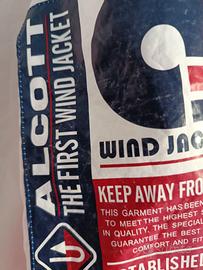 ALCOTT
THE FIRST WIND JACKET
WIND JAC
KEEP AWAY FRO
THIS GARMENT HAS BEEN
TO MEET THE HIGHEST S
IN QUALITY. THE SPECIAL
GUARANTEE THE BEST
COMFORT AND FIT
ESTABLISHED